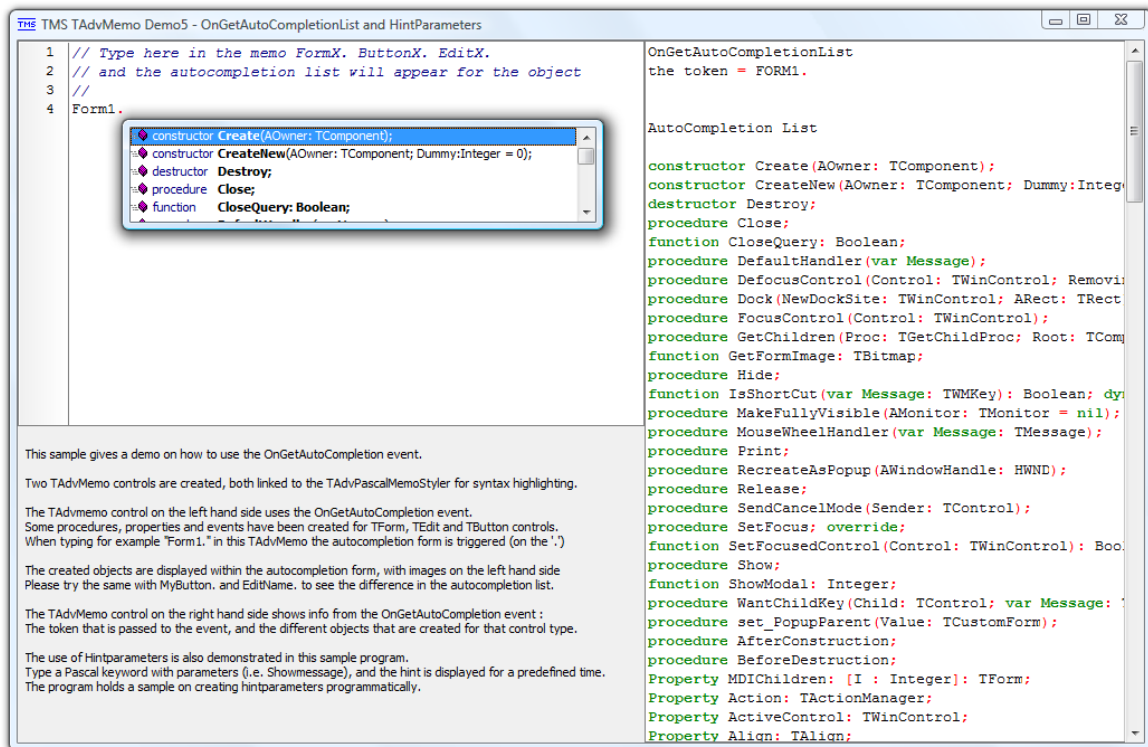 TMS TMS TAdvMemo Demo5 - OnGetAutoCompletionList and HintParameters
1 // Type here in the memo FormX. ButtonX. EditX.
2 // and the autocompletion list will appear for the object
3 //
4 Form1.
constructor Create(AOwner: TComponent);
constructor CreateNew(AOwner: TComponent; Dummy:Integer = 0);
destructor Destroy;
procedure Close;
function CloseQuery: Boolean;
This sample gives a demo on how to use the OnGetAutoCompletion event.
Two TAdvMemo controls are created, both linked to the TAdvPascalMemoStyler for syntax highlighting.
The TAdvmemo control on the left hand side uses the OnGetAutoCompletion event.
Some procedures, properties and events have been created for TForm, TEdit and TButton controls.
When typing for example "Form1." in this TAdvMemo the autocompletion form is triggered (on the '.')
The created objects are displayed within the autocompletion form, with images on the left hand side
Please try the same with MyButton. and EditName. to see the difference in the autocompletion list.
The TAdvMemo control on the right hand side shows info from the OnGetAutoCompletion event :
The token that is passed to the event, and the different objects that are created for that control type.
The use of Hintparameters is also demonstrated in this sample program.
Type a Pascal keyword with parameters (i.e. Showmessage), and the hint is displayed for a predefined time.
The program holds a sample on creating hintparameters programmatically.
OnGetAutoCompletionList
the token = FORM1.
AutoCompletion List
constructor Create(AOwner: TComponent);
constructor CreateNew(AOwner: TComponent; Dummy:Integ
destructor Destroy;
procedure Close;
function CloseQuery: Boolean;
procedure DefaultHandler(var Message);
procedure DefocusControl(Control: TWinControl; Removin
procedure Dock(NewDockSite: TWinControl; ARect: TRect
procedure FocusControl(Control: TWinControl);
procedure GetChildren(Proc: TGetChildProc; Root: TComp
function GetFormImage: TBitmap;
procedure Hide;
function IsShortCut(var Message: TWMKey): Boolean; dy
procedure MakeFullyVisible(AMonitor: TMonitor = nil);
procedure MouseWheelHandler(var Message: TMessage);
procedure Print;
procedure RecreateAsPopup(AWindowHandle: HWND);
procedure Release;
procedure SendCancelMode(Sender: TControl);
procedure SetFocus; override;
function SetFocusedControl(Control: TWinControl): Bool
procedure Show;
function ShowModal: Integer;
procedure WantChildKey(Child: TControl; var Message:
procedure set_PopupParent(Value: TCustomForm);
procedure AfterConstruction;
procedure BeforeDestruction;
Property MDIChildren: [I : Integer]: TForm;
Property Action: TActionManager;
Property ActiveControl: TWinControl;
Property Align: TAlign;